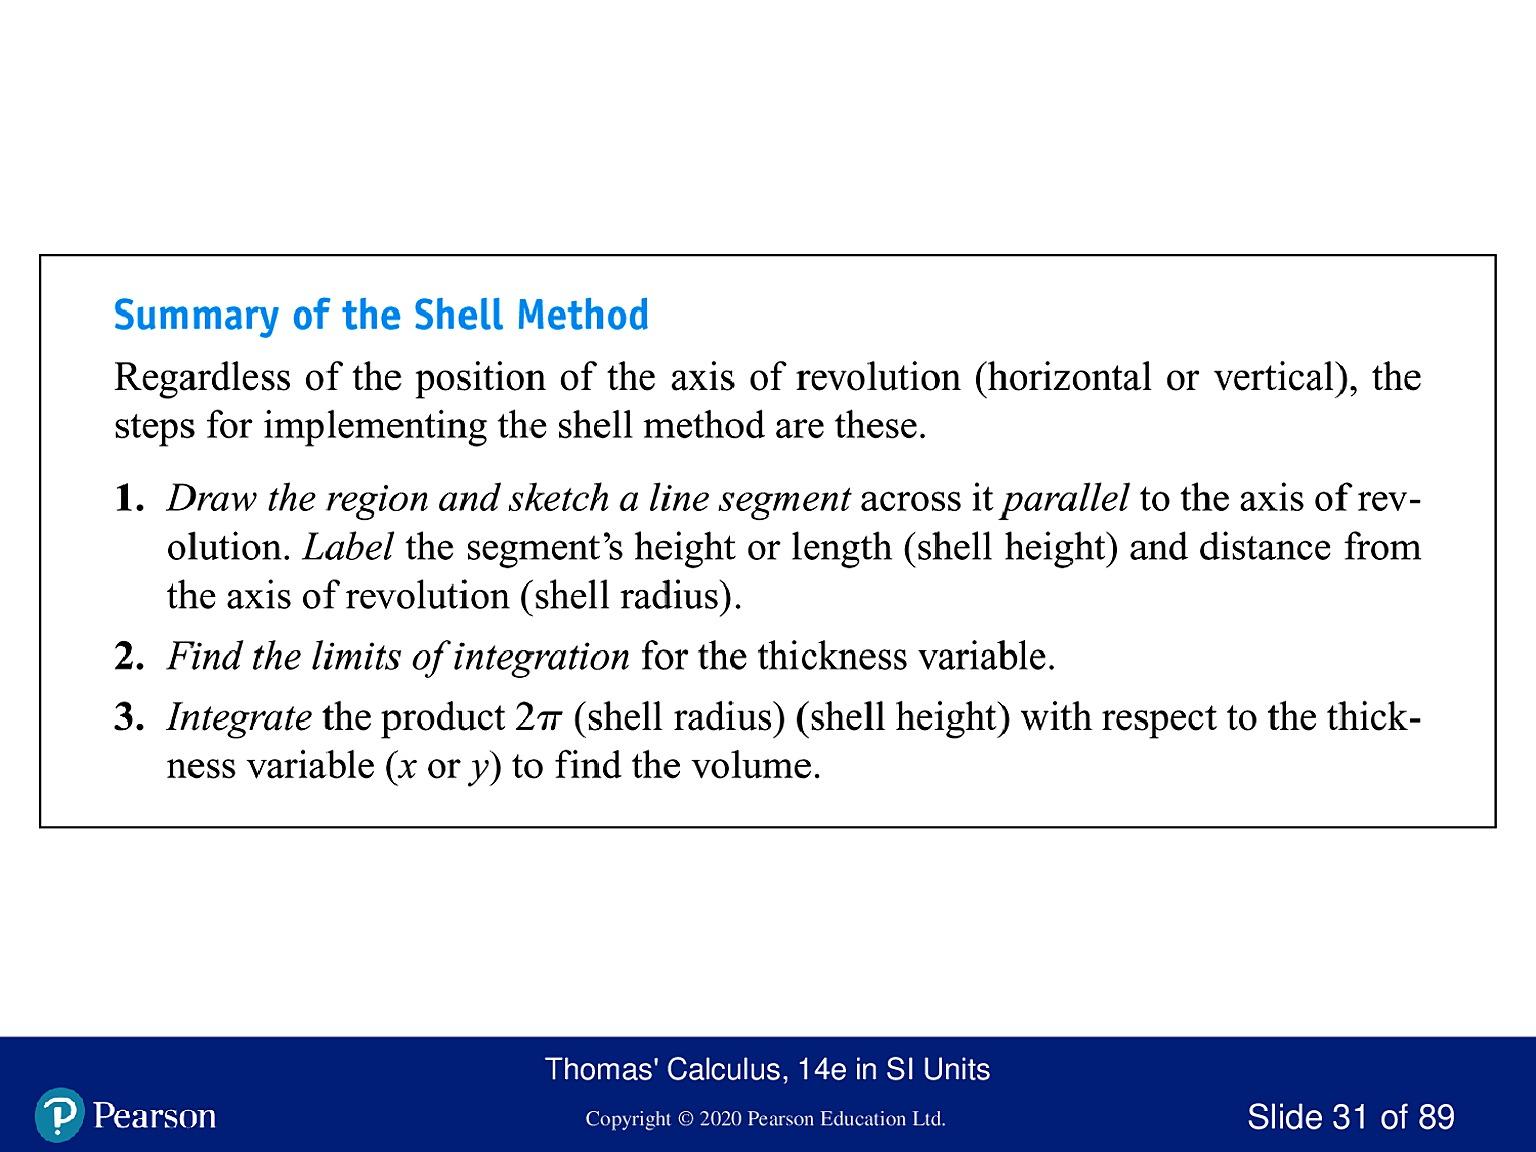 Summary of the Shell Method
Regardless of the position of the axis of revolution (horizontal or vertical), the
steps for implementing the shell method are these.
1. Draw the region and sketch a line segment across it parallel to the axis of rev-
olution. Label the segment’s height or length (shell height) and distance from
the axis of revolution (shell radius).
2. Find the limits of integration for the thickness variable.
3. Integrate the product 2π (shell radius) (shell height) with respect to the thick-
ness variable (x or y) to find the volume.
Thomas' Calculus, 14e in SI Units
Pearson
Copyright © 2020 Pearson Education Ltd.
Slide 31 of 89